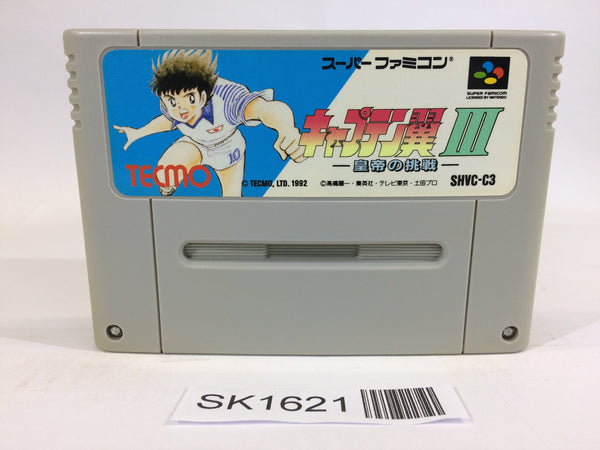 スーパーファミコン®
SUPER FAMICOM
LICENSED BY NINTENDO
10
キャプテン翼III
皇帝の挑戦
TECMO
© TECMO, LTD. 1992
©高橋陽一・集英社・テレビ東京・土田プロ
SHVC-C3
SK1621